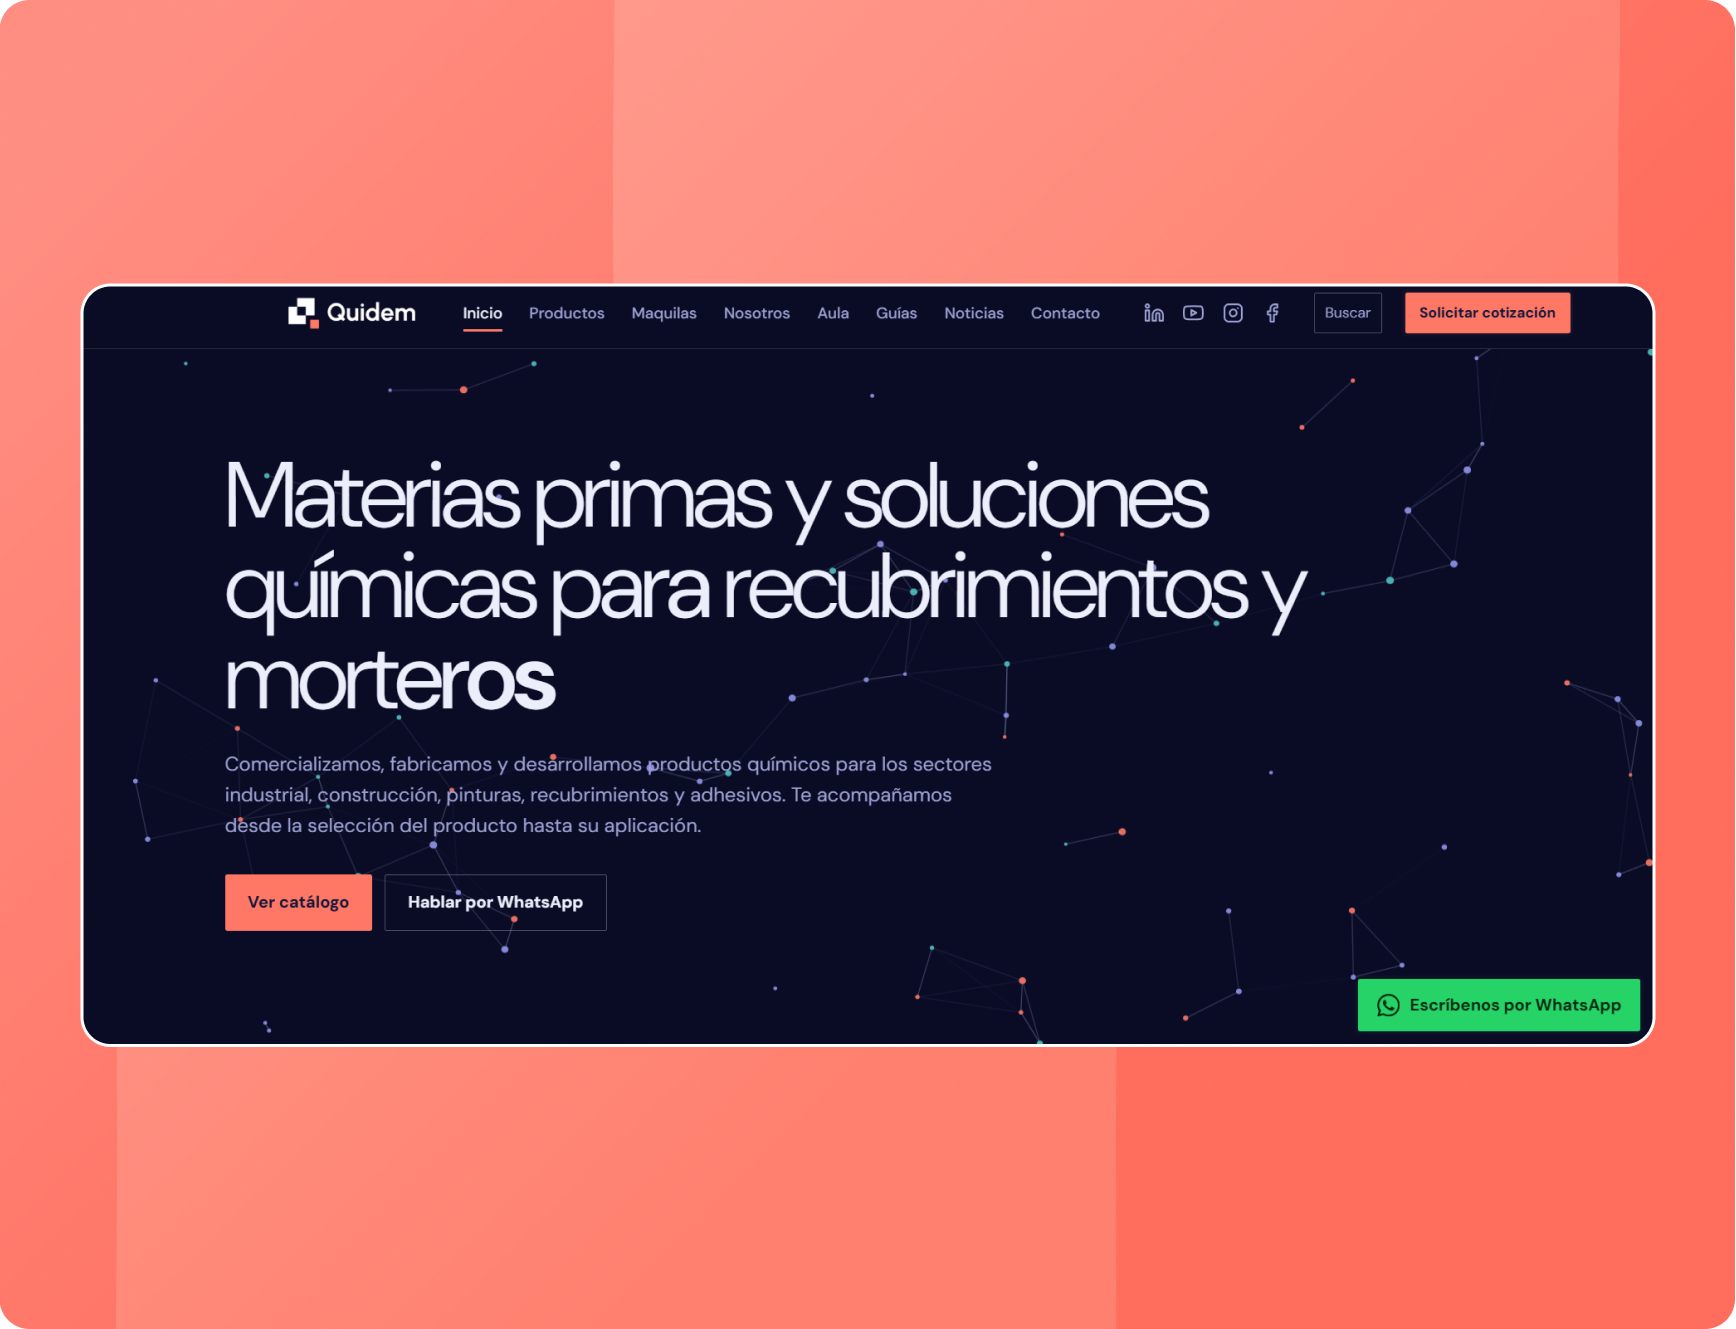 Quidem
Inicio Productos Maquilas Nosotros Aula Guías Noticias Contacto
Buscar
Solicitar cotización
Materias primas y soluciones
químicas para recubrimientos y
morteros
Comercializamos, fabricamos y desarrollamos productos químicos para los sectores
industrial, construcción, pinturas, recubrimientos y adhesivos. Te acompañamos
desde la selección del producto hasta su aplicación.
Ver catálogo
Hablar por WhatsApp
Escríbenos por WhatsApp